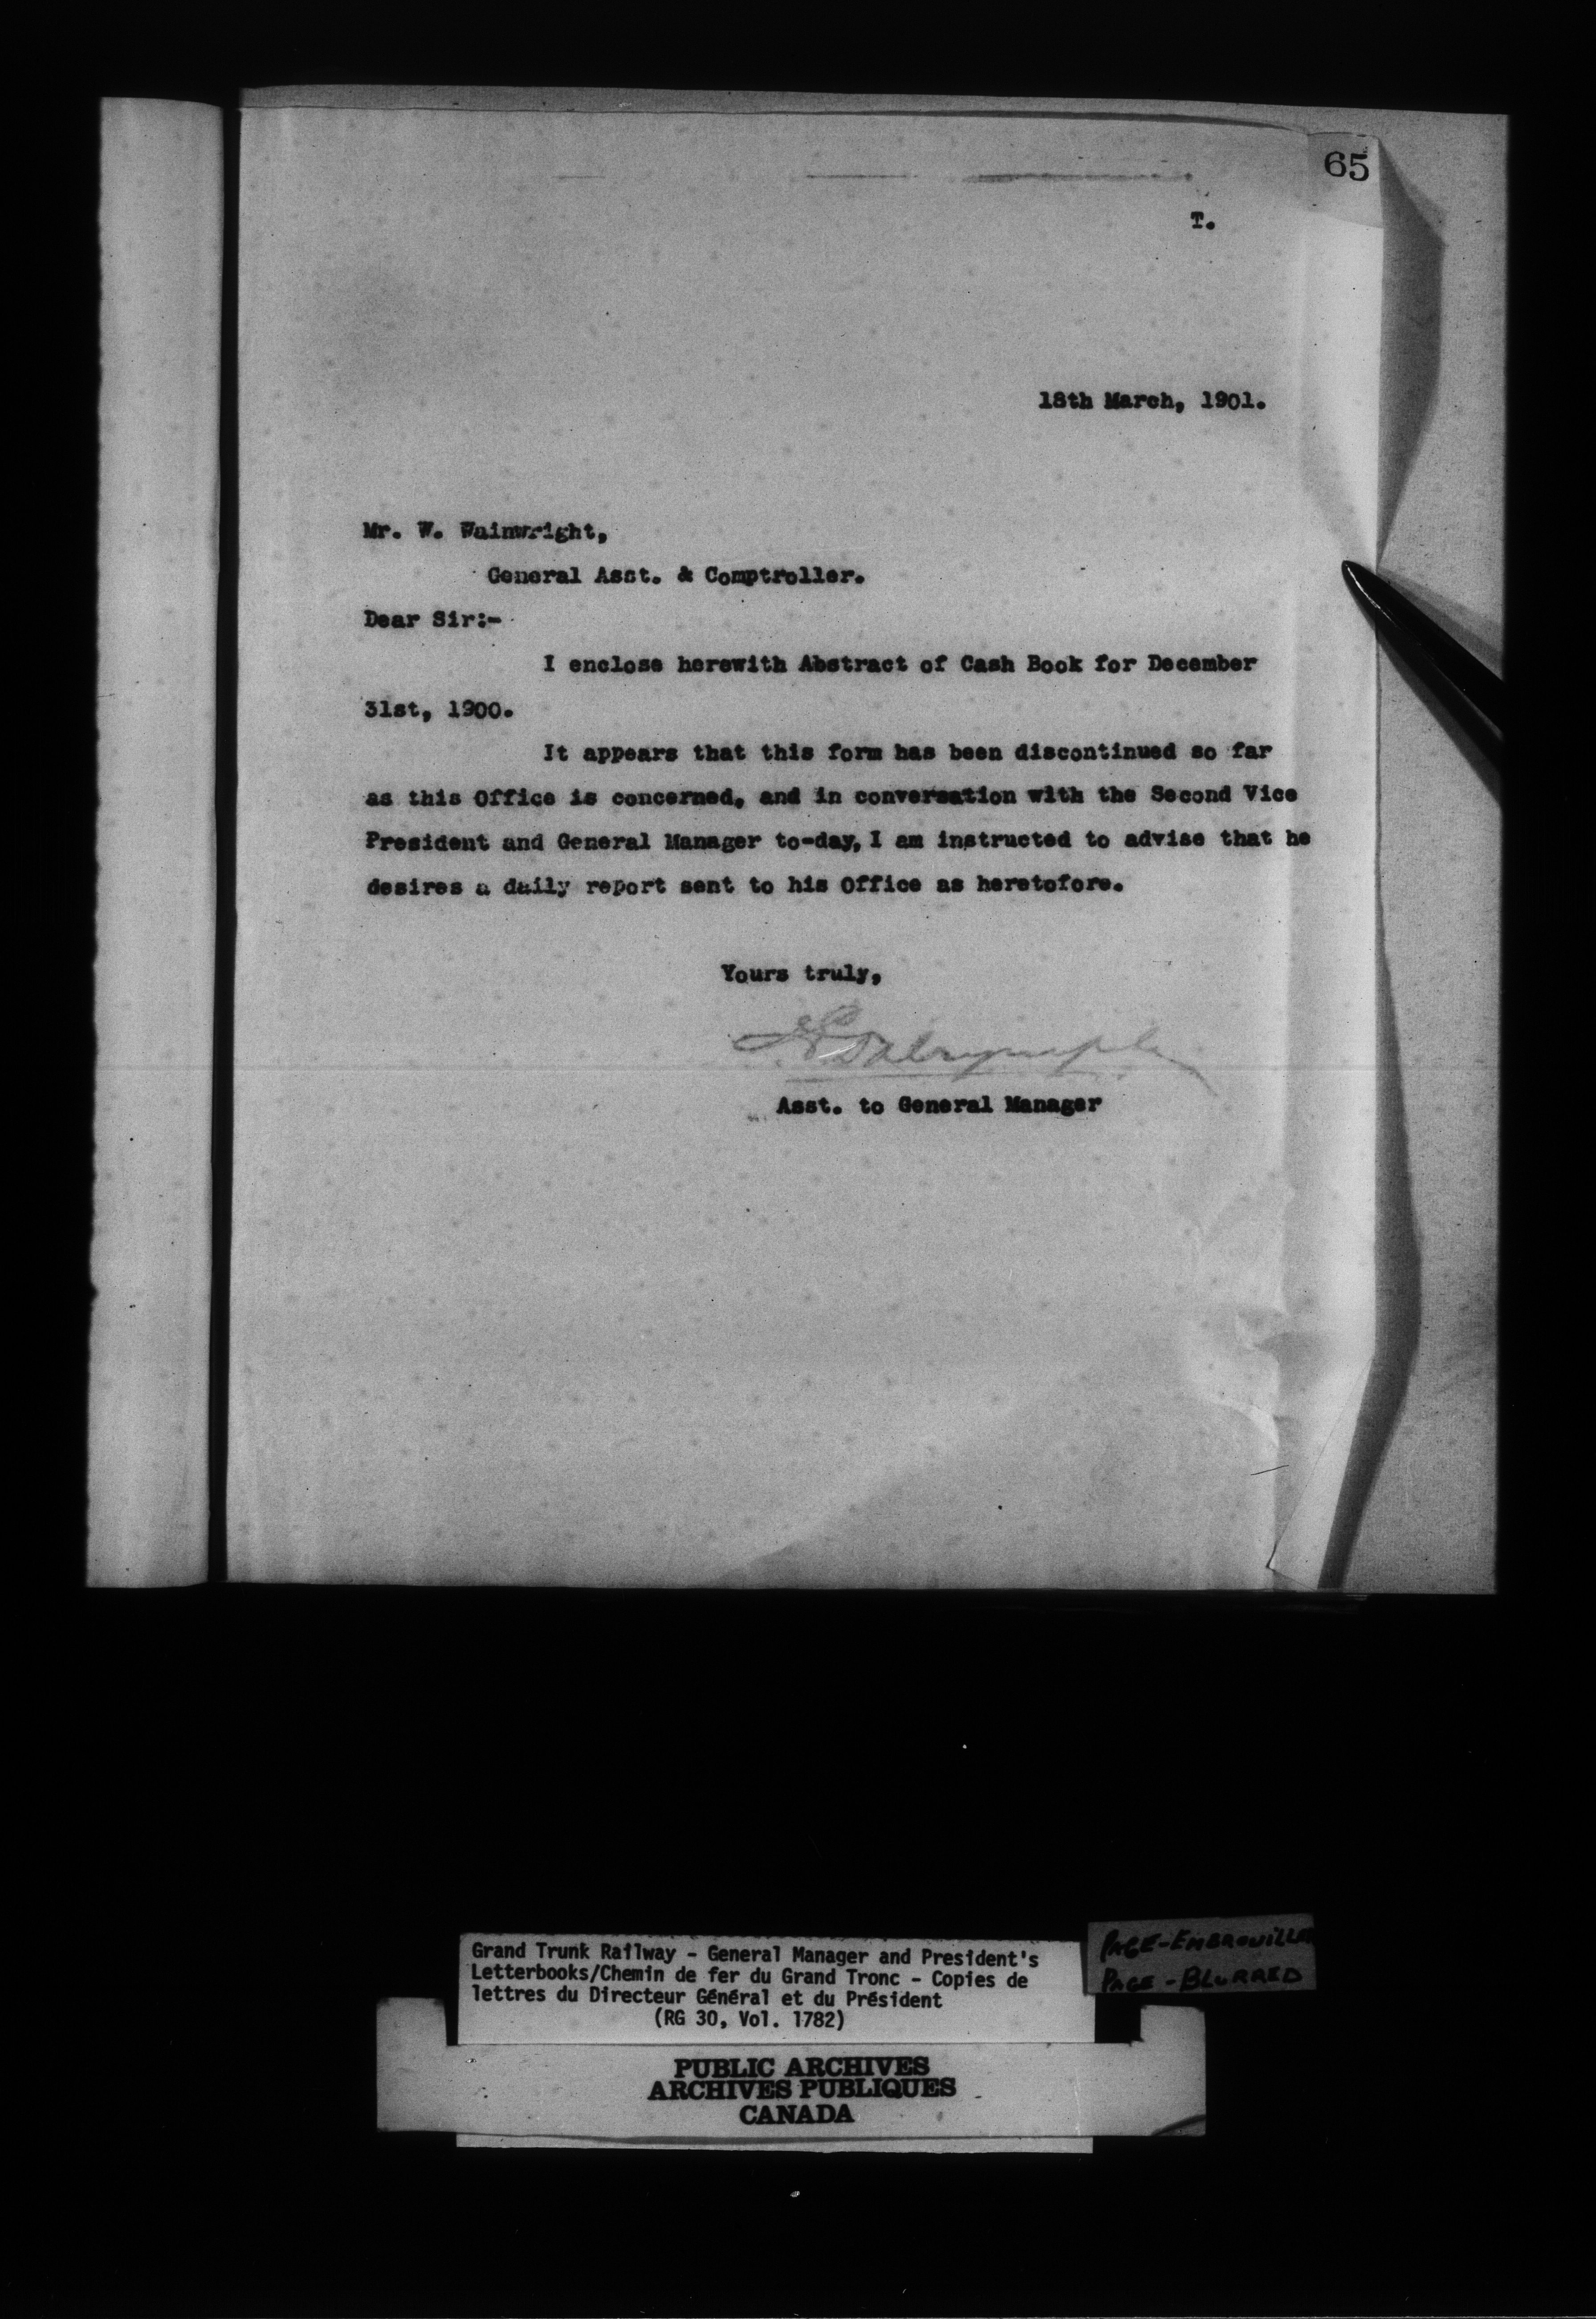 65
T.
18th March, 1901.
Mr. W. Wainwright,
General Asst. & Comptroller.
Dear Sir:-
I enclose herewith Abstract of Cash Book for December
31st, 1900.
It appears that this form has been discontinued so far
as this Office is concerned, and in conversation with the Second Vice
President and General Manager to-day, I am instructed to advise that he
desires a daily report sent to his Office as heretofore.
Yours truly,
Dalrymple
Asst. to General Manager
Grand Trunk Railway - General Manager and President's
Letterbooks/Chemin de fer du Grand Tronc - Copies de
lettres du Directeur Général et du Président
(RG 30, Vol. 1782)
PAGE-EMBROUILLEE
PAGE-BLURRED
PUBLIC ARCHIVES
ARCHIVES PUBLIQUES
CANADA